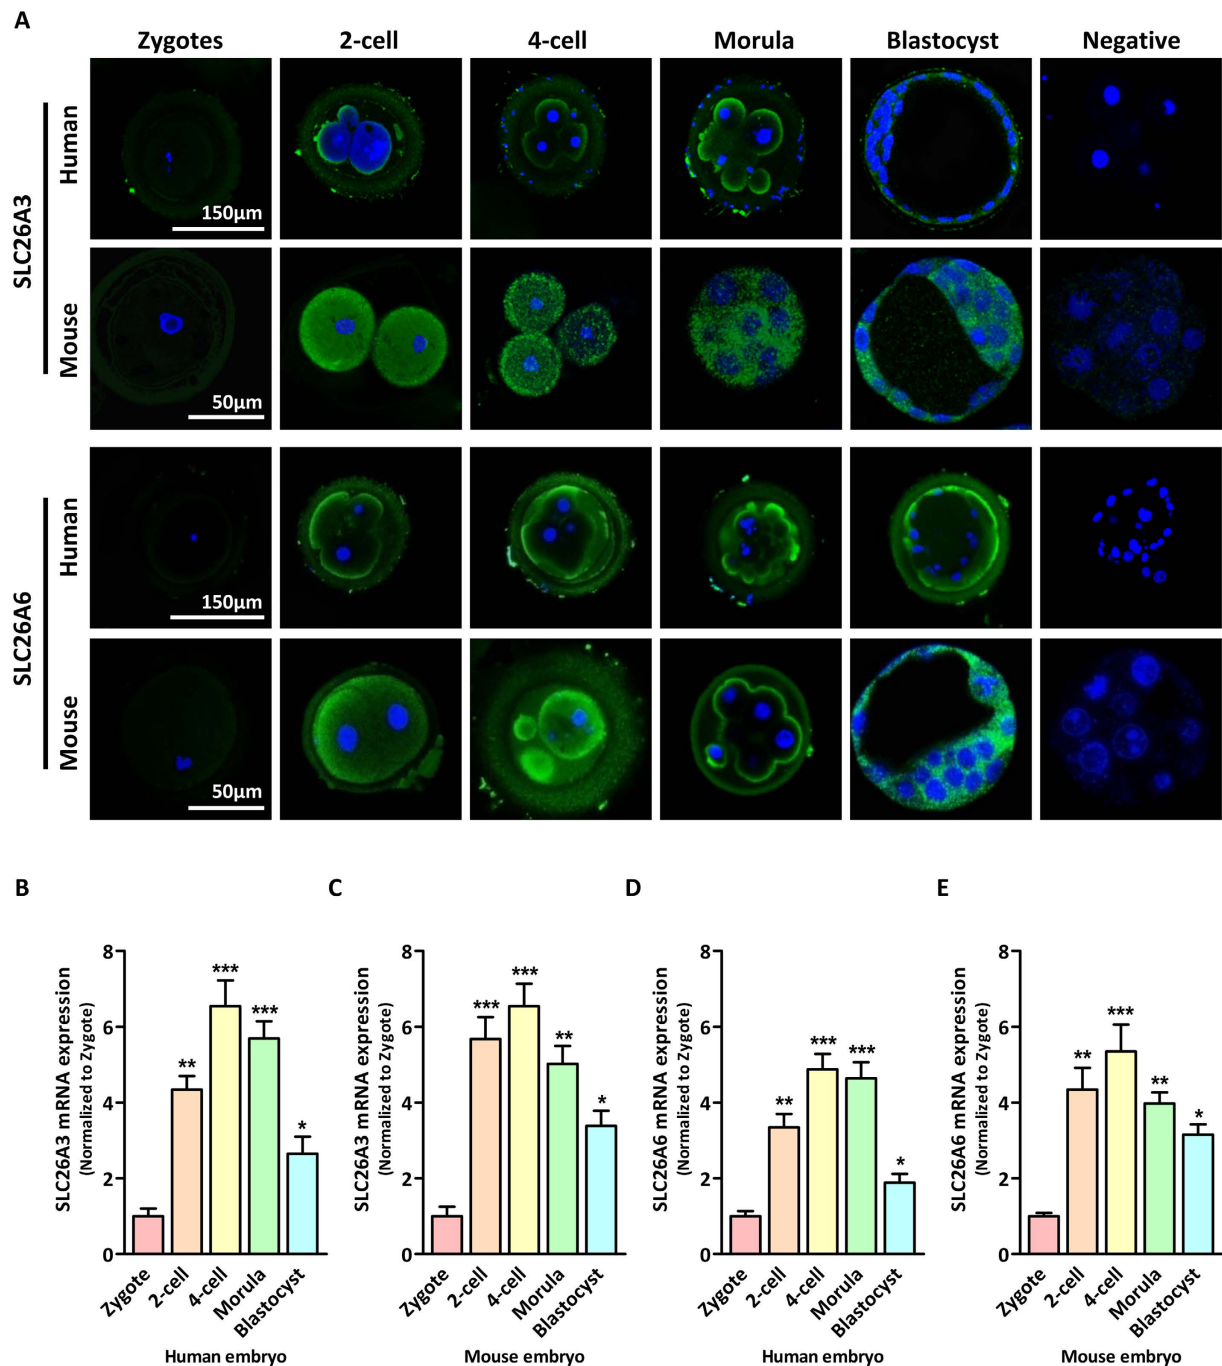 A
Zygotes 2-cell 4-cell Morula Blastocyst Negative
SLC26A3
Human
150μm
Mouse
50μm
SLC26A6
Human
150μm
Mouse
50μm
B
SLC26A3 mRNA expression
(Normalized to Zygote)
8
6
4
2
0
**
***
***
*
Zygote
2-cell
4-cell
Morula
Blastocyst
Human embryo
C
SLC26A3 mRNA expression
(Normalized to Zygote)
8
6
4
2
0
***
***
**
*
Zygote
2-cell
4-cell
Morula
Blastocyst
Mouse embryo
D
SLC26A6 mRNA expression
(Normalized to Zygote)
8
6
4
2
0
**
***
***
*
Zygote
2-cell
4-cell
Morula
Blastocyst
Human embryo
E
SLC26A6 mRNA expression
(Normalized to Zygote)
8
6
4
2
0
**
***
**
*
Zygote
2-cell
4-cell
Morula
Blastocyst
Mouse embryo